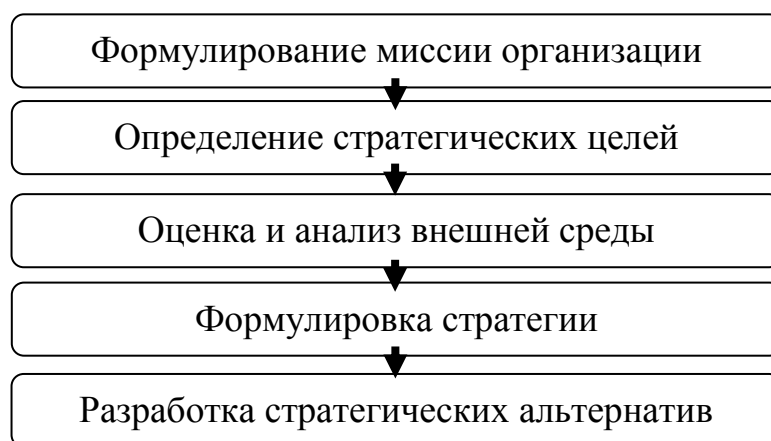 Формулирование миссии организации
Определение стратегических целей
Оценка и анализ внешней среды
Формулировка стратегии
Разработка стратегических альтернатив